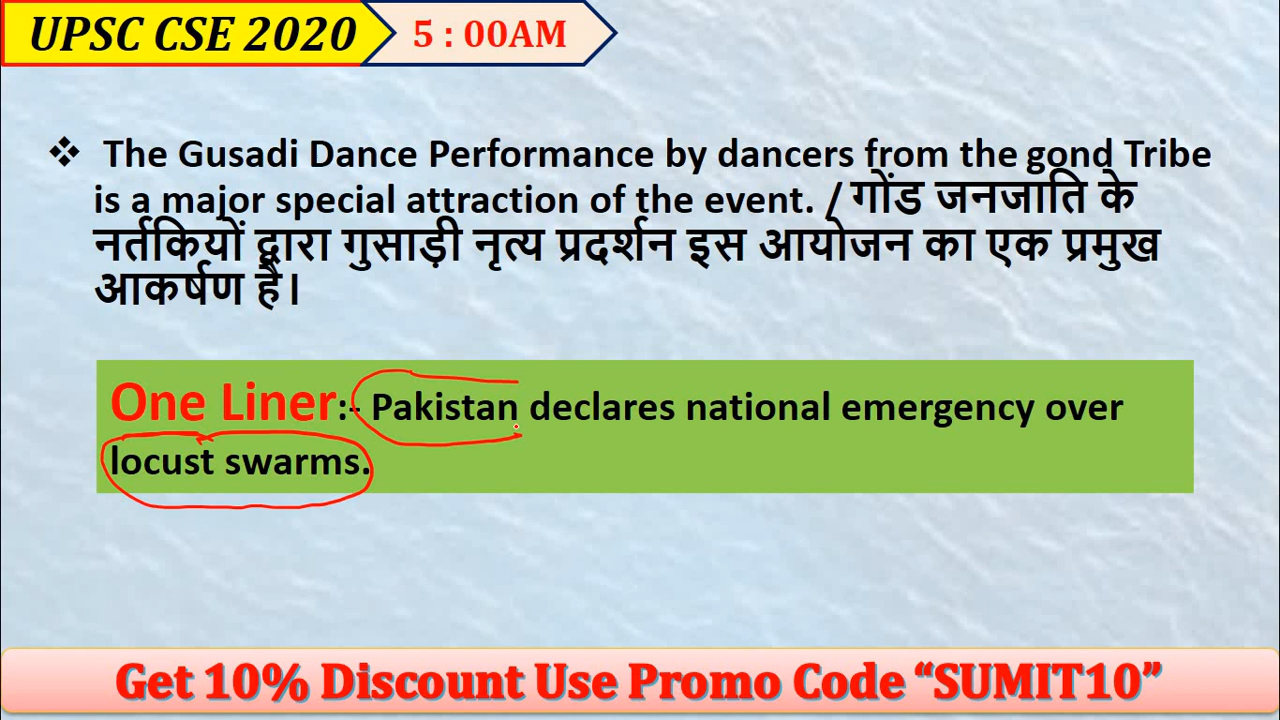 UPSC CSE 2020
5 : 00AM
❖ The Gusadi Dance Performance by dancers from the gond Tribe
is a major special attraction of the event. / गोंड जनजाति के
नर्तकियों द्वारा गुसाड़ी नृत्य प्रदर्शन इस आयोजन का एक प्रमुख
आकर्षण है।
One Liner:- Pakistan declares national emergency over
locust swarms.
Get 10% Discount Use Promo Code “SUMIT10”